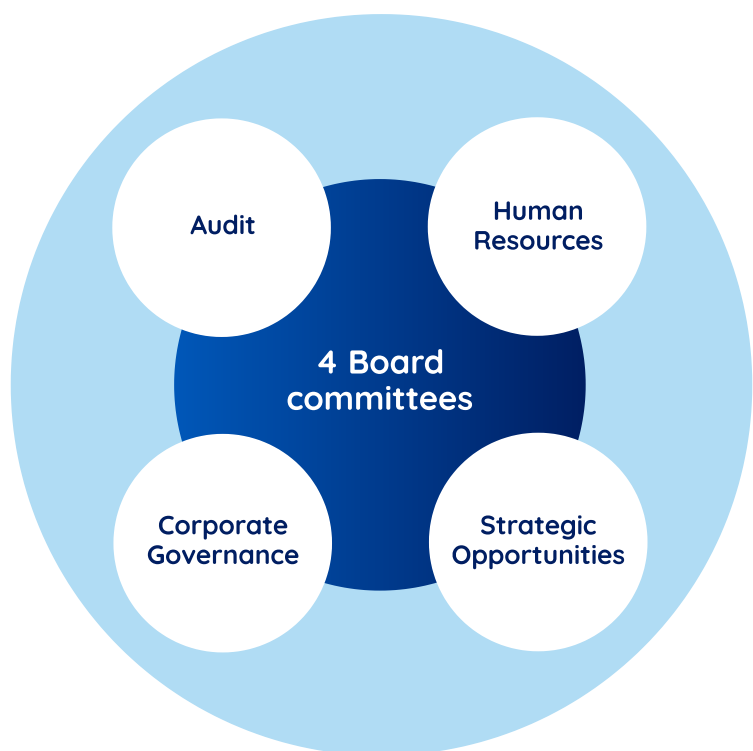 Audit
Human
Resources
4 Board
committees
Corporate
Governance
Strategic
Opportunities